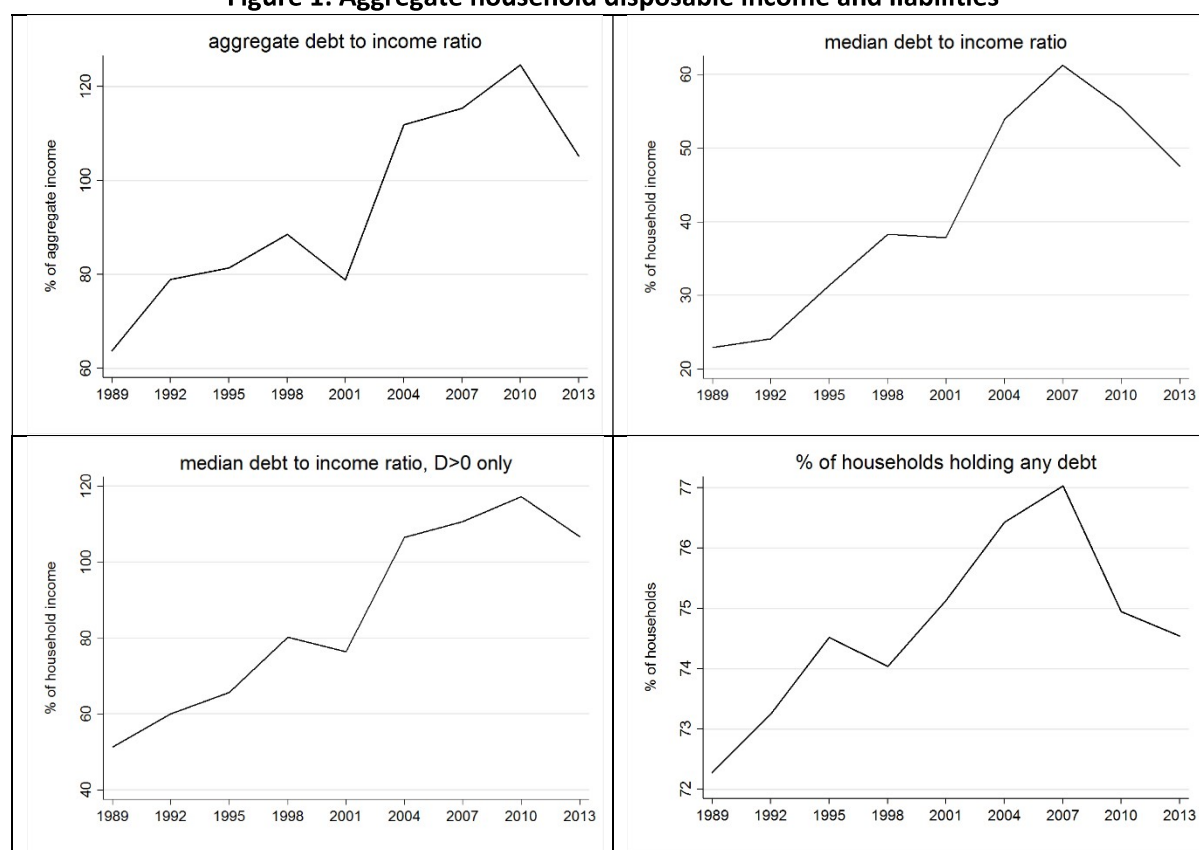 Figure 1: Aggregate household disposable income and liabilities
aggregate debt to income ratio
% of aggregate income
120
100
80
60
1989 1992 1995 1998 2001 2004 2007 2010 2013
median debt to income ratio
% of household income
60
50
40
30
20
1989 1992 1995 1998 2001 2004 2007 2010 2013
median debt to income ratio, D>0 only
% of household income
120
100
80
60
40
1989 1992 1995 1998 2001 2004 2007 2010 2013
% of households holding any debt
% of households
77
76
75
74
73
72
1989 1992 1995 1998 2001 2004 2007 2010 2013